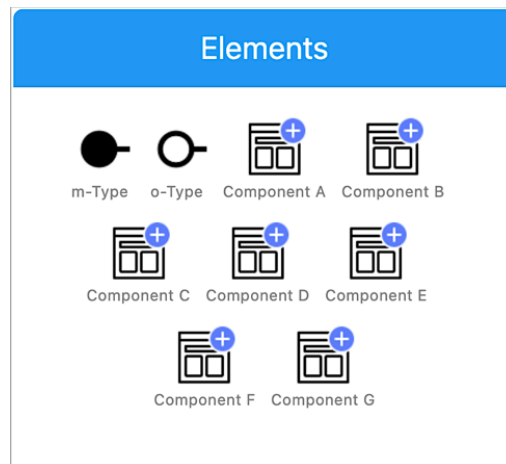 Elements
m-Type o-Type Component A Component B
Component C Component D Component E
Component F Component G